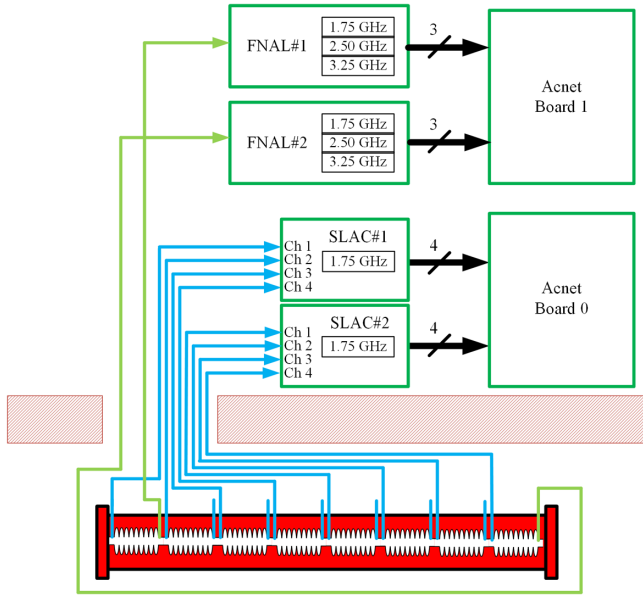 FNAL#1
1.75 GHz
2.50 GHz
3.25 GHz
3
Acnet
Board 1
FNAL#2
1.75 GHz
2.50 GHz
3.25 GHz
3
SLAC#1
Ch 1
Ch 2
Ch 3
Ch 4
1.75 GHz
4
Acnet
Board 0
SLAC#2
Ch 1
Ch 2
Ch 3
Ch 4
1.75 GHz
4